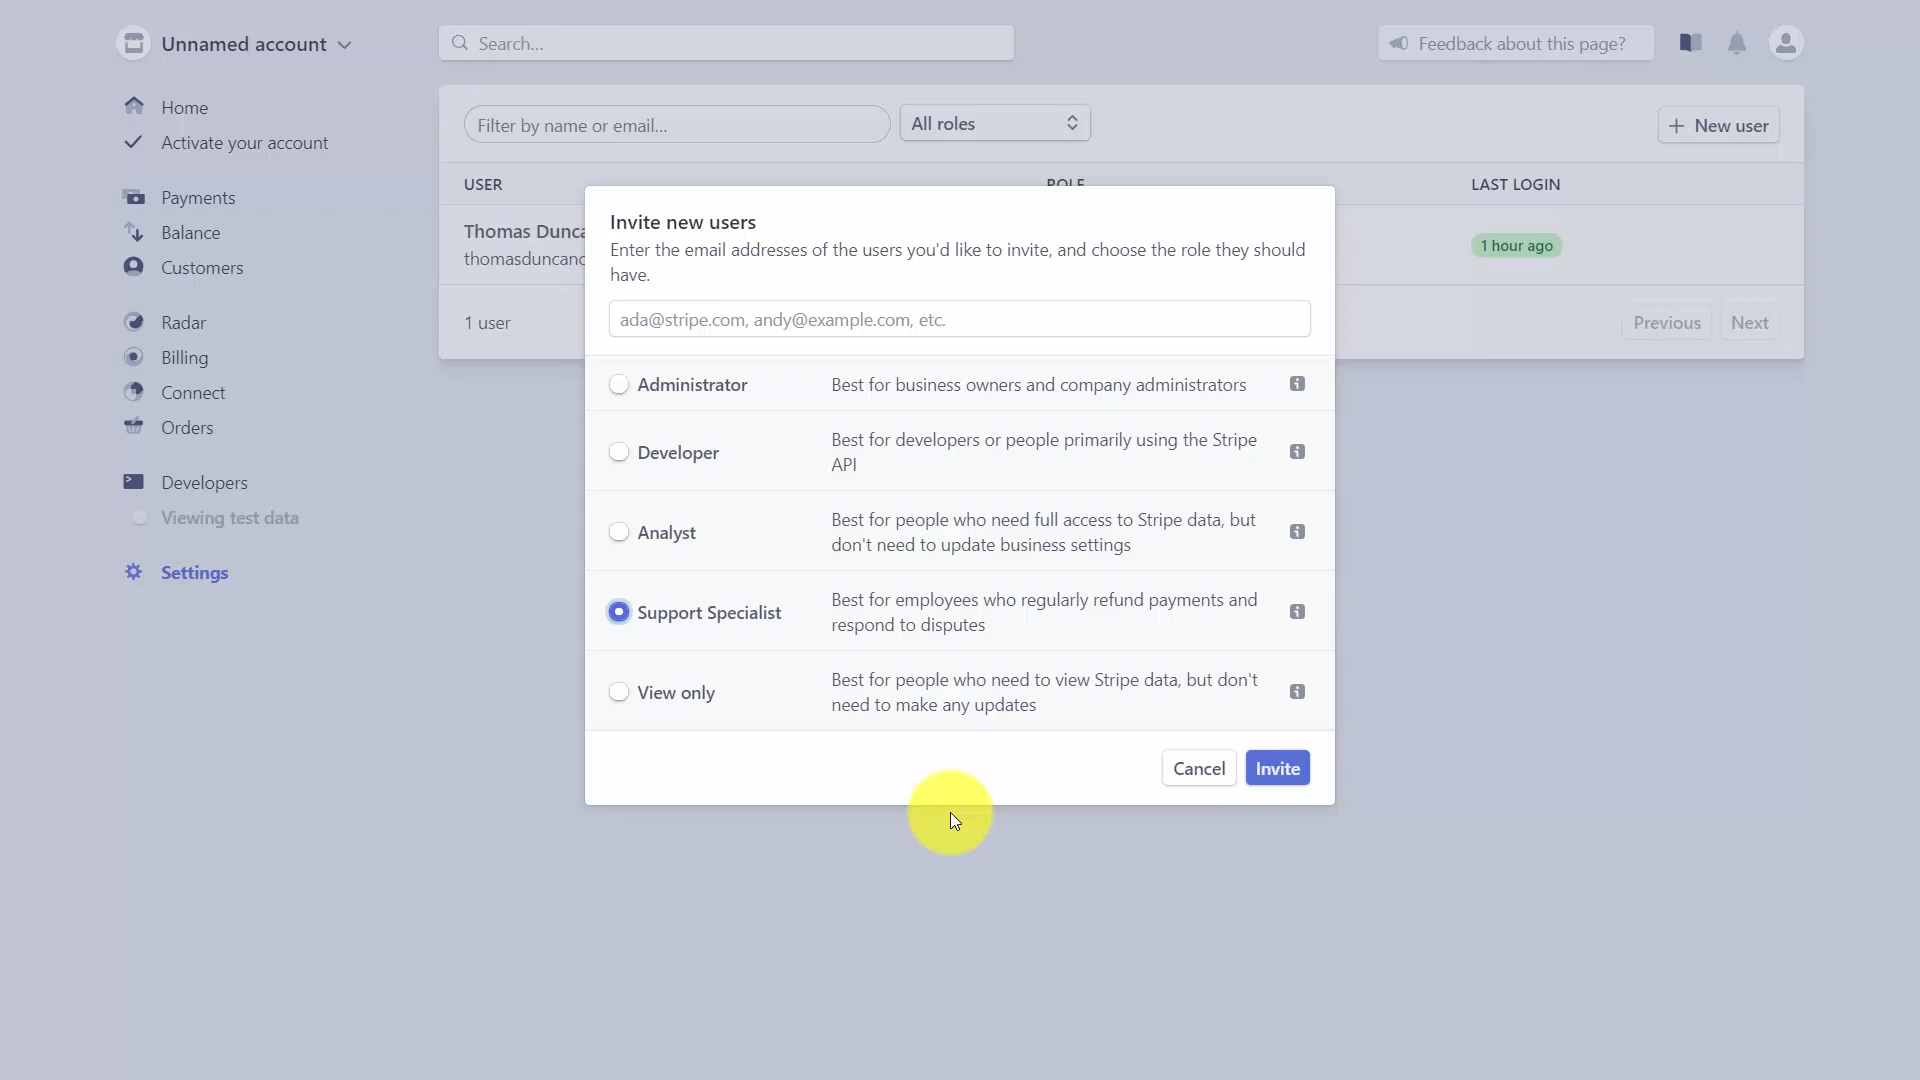 Unnamed account
Search...
Feedback about this page?
Home
Activate your account
Payments
Balance
Customers
Radar
Billing
Connect
Orders
Developers
Viewing test data
Settings
Filter by name or email...
All roles
New user
USER
ROLE
LAST LOGIN
Thomas Dunca
thomasduncanc
1 hour ago
1 user
Previous
Next
Invite new users
Enter the email addresses of the users you'd like to invite, and choose the role they should
have.
ada@stripe.com, andy@example.com, etc.
Administrator
Best for business owners and company administrators
Developer
Best for developers or people primarily using the Stripe
API
Analyst
Best for people who need full access to Stripe data, but
don't need to update business settings
Support Specialist
Best for employees who regularly refund payments and
respond to disputes
View only
Best for people who need to view Stripe data, but don't
need to make any updates
Cancel
Invite